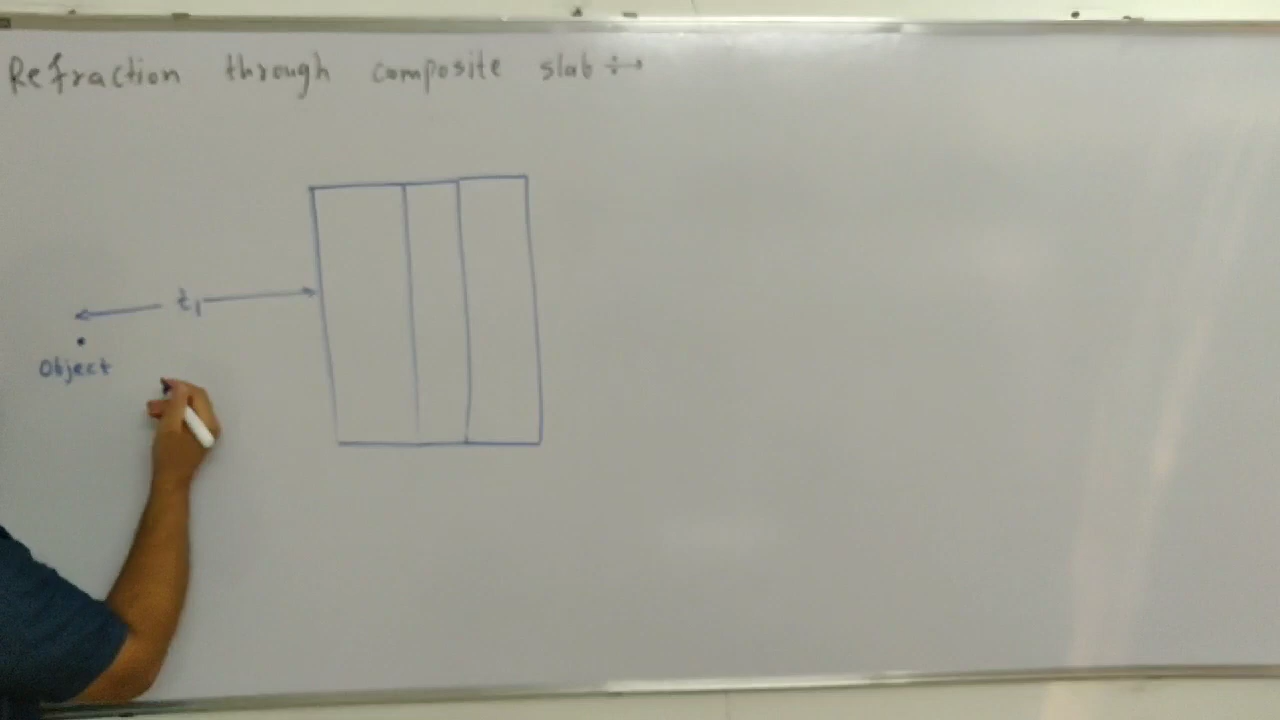 Refraction through composite slab ÷→
t₁
Object